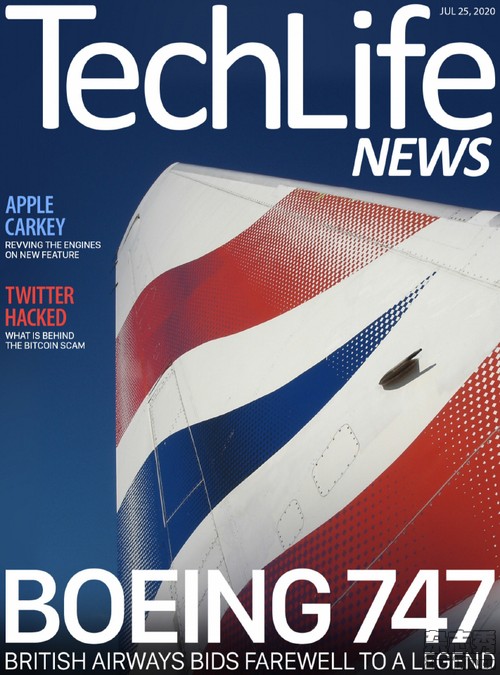 JUL 25, 2020
TechLife
NEWS
APPLE
CARKEY
REVVING THE ENGINES
ON NEW FEATURE
TWITTER
HACKED
WHAT IS BEHIND
THE BITCOIN SCAM
BOEING 747
BRITISH AIRWAYS BIDS FAREWELL TO A LEGEND